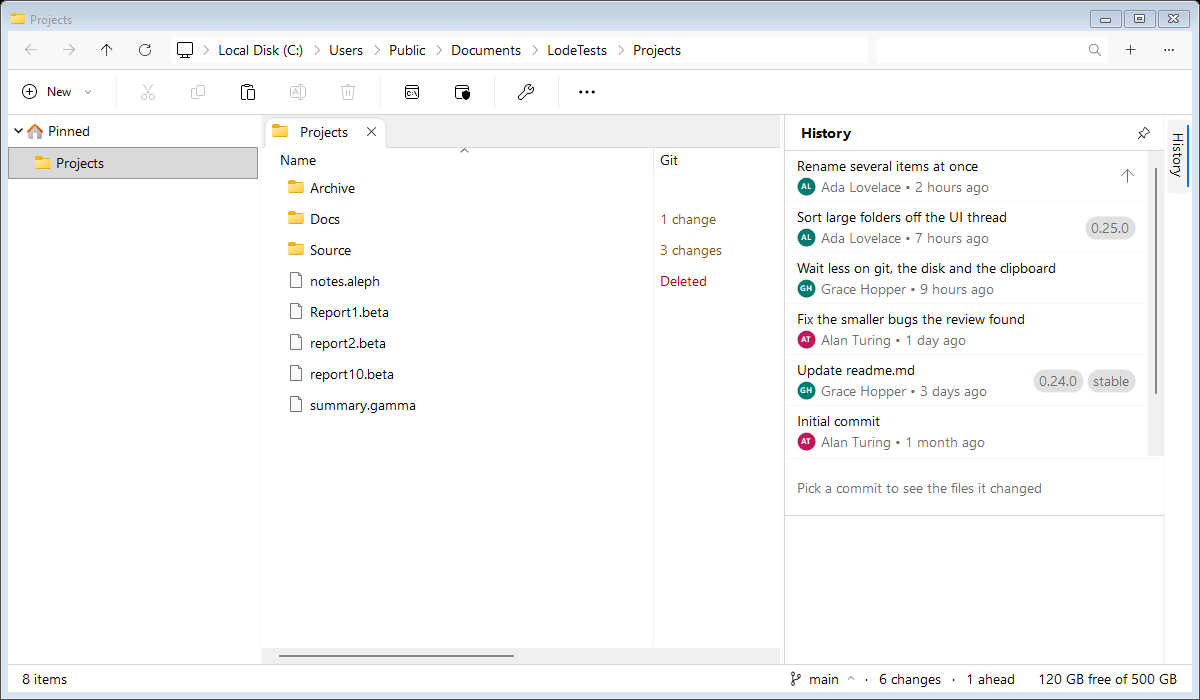 Projects
Local Disk (C:) Users Public Documents LodeTests Projects
New
Pinned
Projects
Projects
Name Git
Archive
Docs 1 change
Source 3 changes
notes.aleph Deleted
Report1.beta
report2.beta
report10.beta
summary.gamma
History
Rename several items at once
AL Ada Lovelace • 2 hours ago
Sort large folders off the UI thread
AL Ada Lovelace • 7 hours ago
0.25.0
Wait less on git, the disk and the clipboard
GH Grace Hopper • 9 hours ago
Fix the smaller bugs the review found
AT Alan Turing • 1 day ago
Update readme.md
GH Grace Hopper • 3 days ago
0.24.0 stable
Initial commit
AT Alan Turing • 1 month ago
Pick a commit to see the files it changed
History
8 items
main · 6 changes · 1 ahead 120 GB free of 500 GB